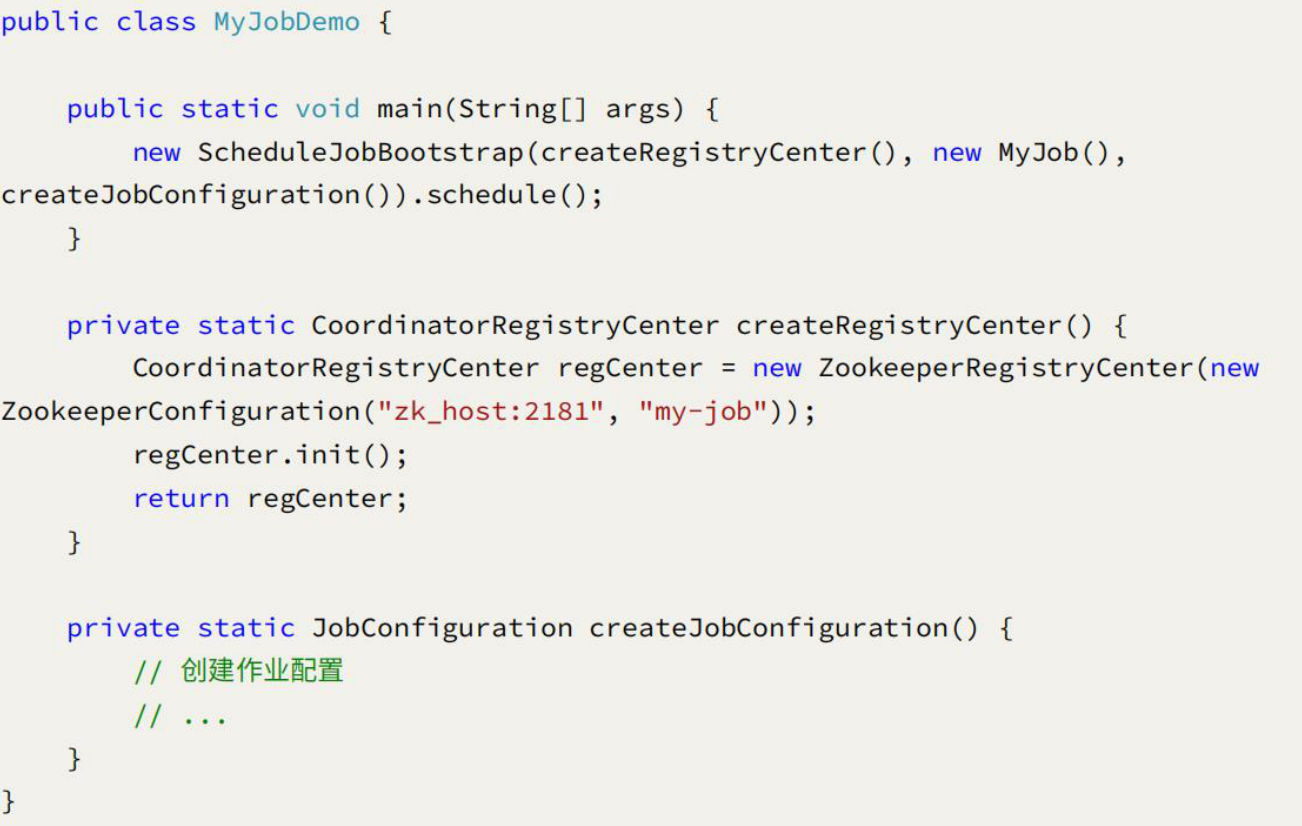 public class MyJobDemo {
    public static void main(String[] args) {
        new ScheduleJobBootstrap(createRegistryCenter(), new MyJob(),
createJobConfiguration()).schedule();
    }
    private static CoordinatorRegistryCenter createRegistryCenter() {
        CoordinatorRegistryCenter regCenter = new ZookeeperRegistryCenter(new
ZookeeperConfiguration("zk_host:2181", "my-job"));
        regCenter.init();
        return regCenter;
    }
    private static JobConfiguration createJobConfiguration() {
        // 创建作业配置
        // ...
    }
}